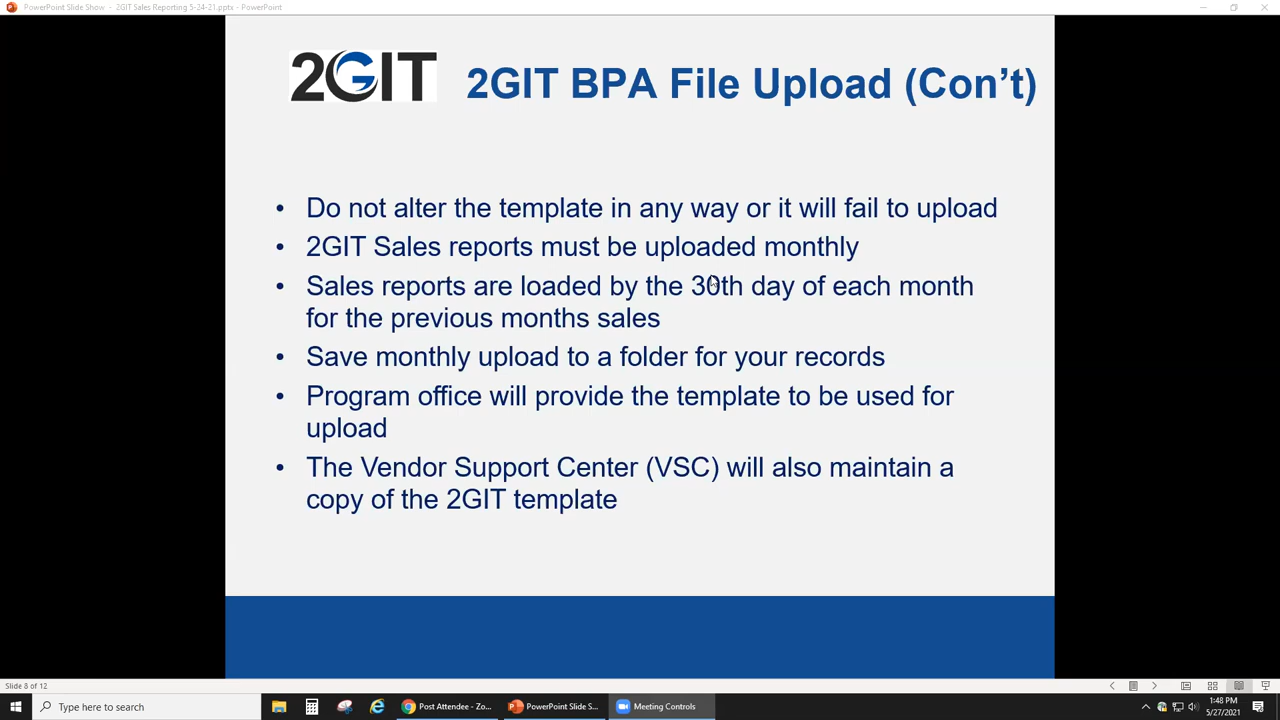 PowerPoint Slide Show - 2GIT Sales Reporting 5-24-21.pptx - PowerPoint
2GIT
2GIT BPA File Upload (Con't)
• Do not alter the template in any way or it will fail to upload
• 2GIT Sales reports must be uploaded monthly
• Sales reports are loaded by the 30th day of each month
for the previous months sales
• Save monthly upload to a folder for your records
• Program office will provide the template to be used for
upload
• The Vendor Support Center (VSC) will also maintain a
copy of the 2GIT template
Slide 8 of 12
Type here to search
Post Attendee - Zo...
PowerPoint Slide S...
Meeting Controls
1:48 PM
5/27/2021